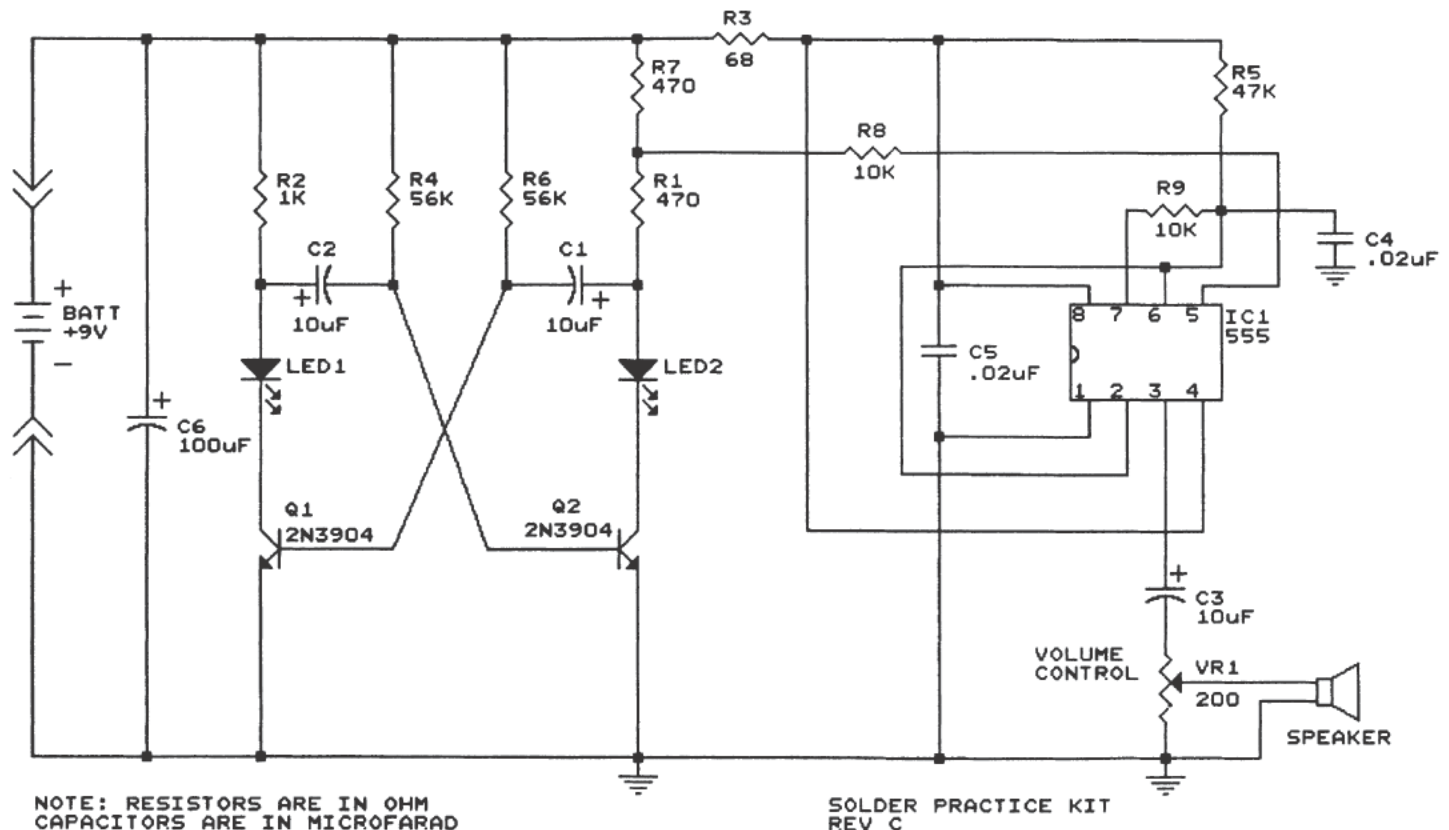 R3
68
R7
470
R5
47K
R8
10K
R2
1K
R4
56K
R6
56K
R1
470
R9
10K
C4
.02uF
C2
+
10uF
C1
+
10uF
+
BATT
+9V
-
LED1
LED2
8 7 6 5
IC1
555
1 2 3 4
C5
.02uF
+
C6
100uF
Q1
2N3904
Q2
2N3904
+
C3
10uF
VOLUME
CONTROL
VR1
200
SPEAKER
NOTE: RESISTORS ARE IN OHM
CAPACITORS ARE IN MICROFARAD
SOLDER PRACTICE KIT
REV C